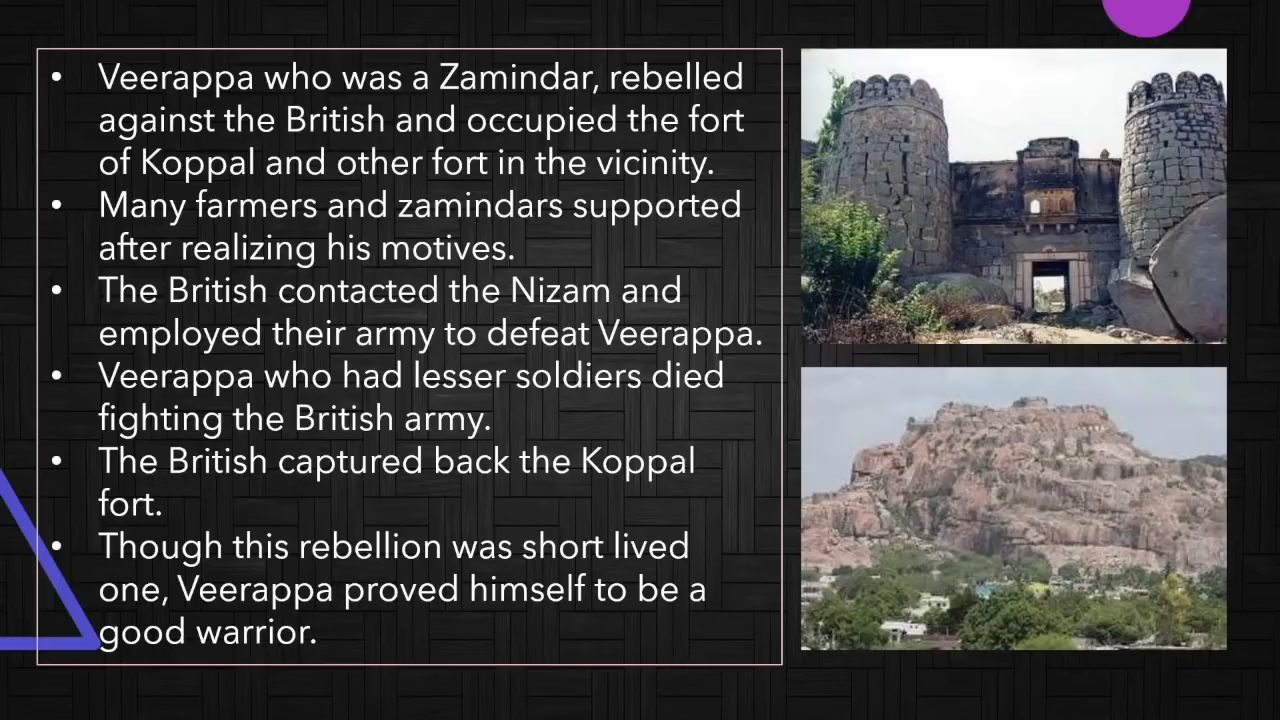 • Veerappa who was a Zamindar, rebelled
against the British and occupied the fort
of Koppal and other fort in the vicinity.
• Many farmers and zamindars supported
after realizing his motives.
• The British contacted the Nizam and
employed their army to defeat Veerappa.
• Veerappa who had lesser soldiers died
fighting the British army.
• The British captured back the Koppal
fort.
• Though this rebellion was short lived
one, Veerappa proved himself to be a
good warrior.